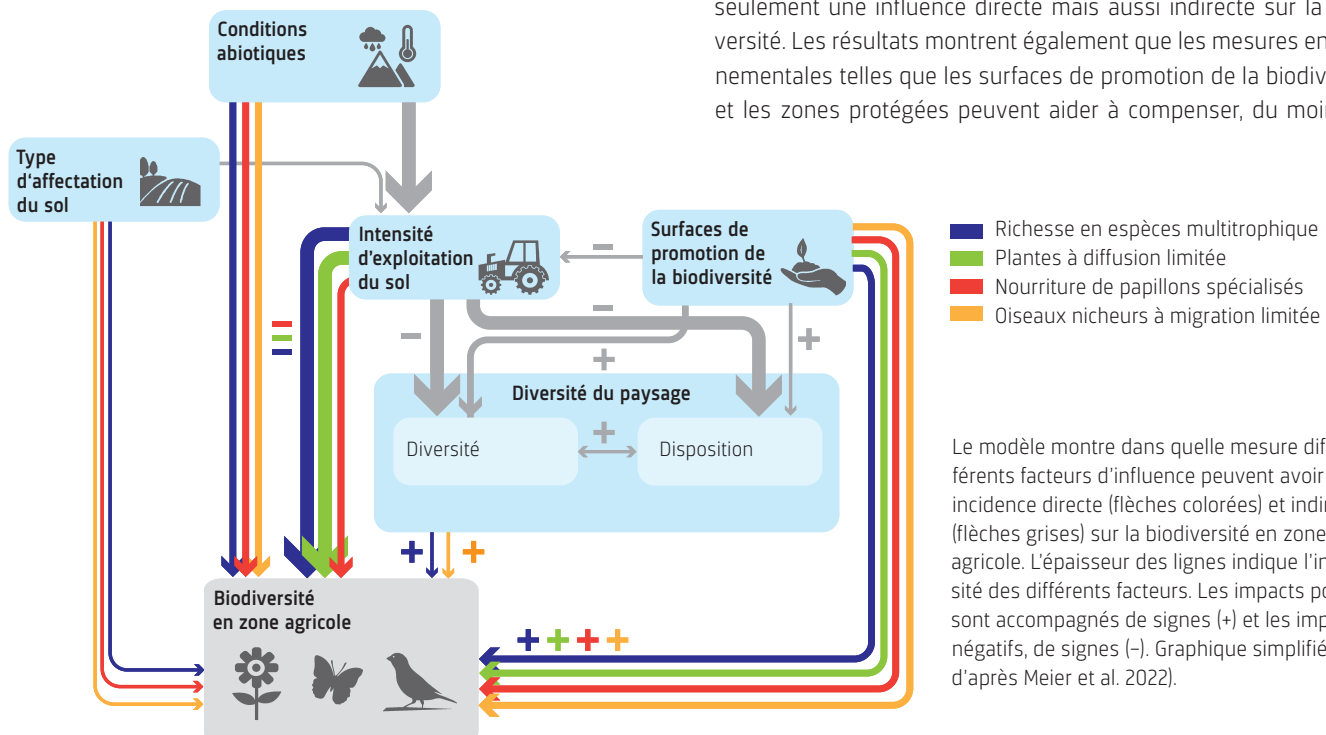 seulement une influence directe mais aussi indirecte sur la
versité. Les résultats montrent également que les mesures en
nementales telles que les surfaces de promotion de la biodiv
et les zones protégées peuvent aider à compenser, du moin
Conditions
abiotiques
Type
d'affectation
du sol
Intensité
d'exploitation
du sol
Surfaces de
promotion de
la biodiversité
Richesse en espèces multitrophique
Plantes à diffusion limitée
Nourriture de papillons spécialisés
Oiseaux nicheurs à migration limitée
Diversité du paysage
Diversité
Disposition
Biodiversité
en zone agricole
Le modèle montre dans quelle mesure dif
férents facteurs d'influence peuvent avoir
incidence directe (flèches colorées) et indir
(flèches grises) sur la biodiversité en zone
agricole. L'épaisseur des lignes indique l'in
sité des différents facteurs. Les impacts po
sont accompagnés de signes (+) et les imp
négatifs, de signes (–). Graphique simplifié
d'après Meier et al. 2022).